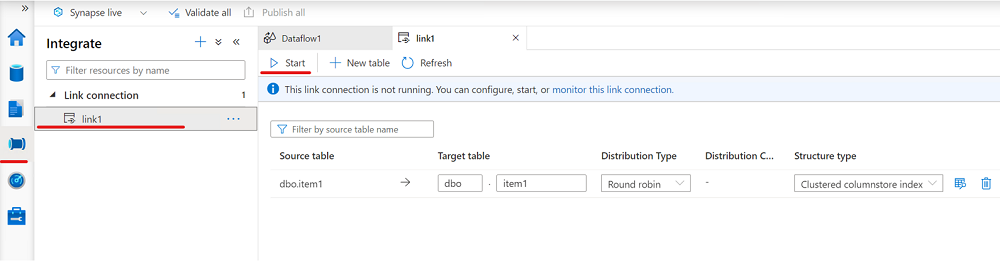 Synapse live
Validate all
Publish all
Integrate
Filter resources by name
Link connection 1
link1
Dataflow1
link1
Start
New table
Refresh
This link connection is not running. You can configure, start, or monitor this link connection.
Filter by source table name
Source table Target table Distribution Type Distribution C... Structure type
dbo.item1 dbo . item1 Round robin - Clustered columnstore index